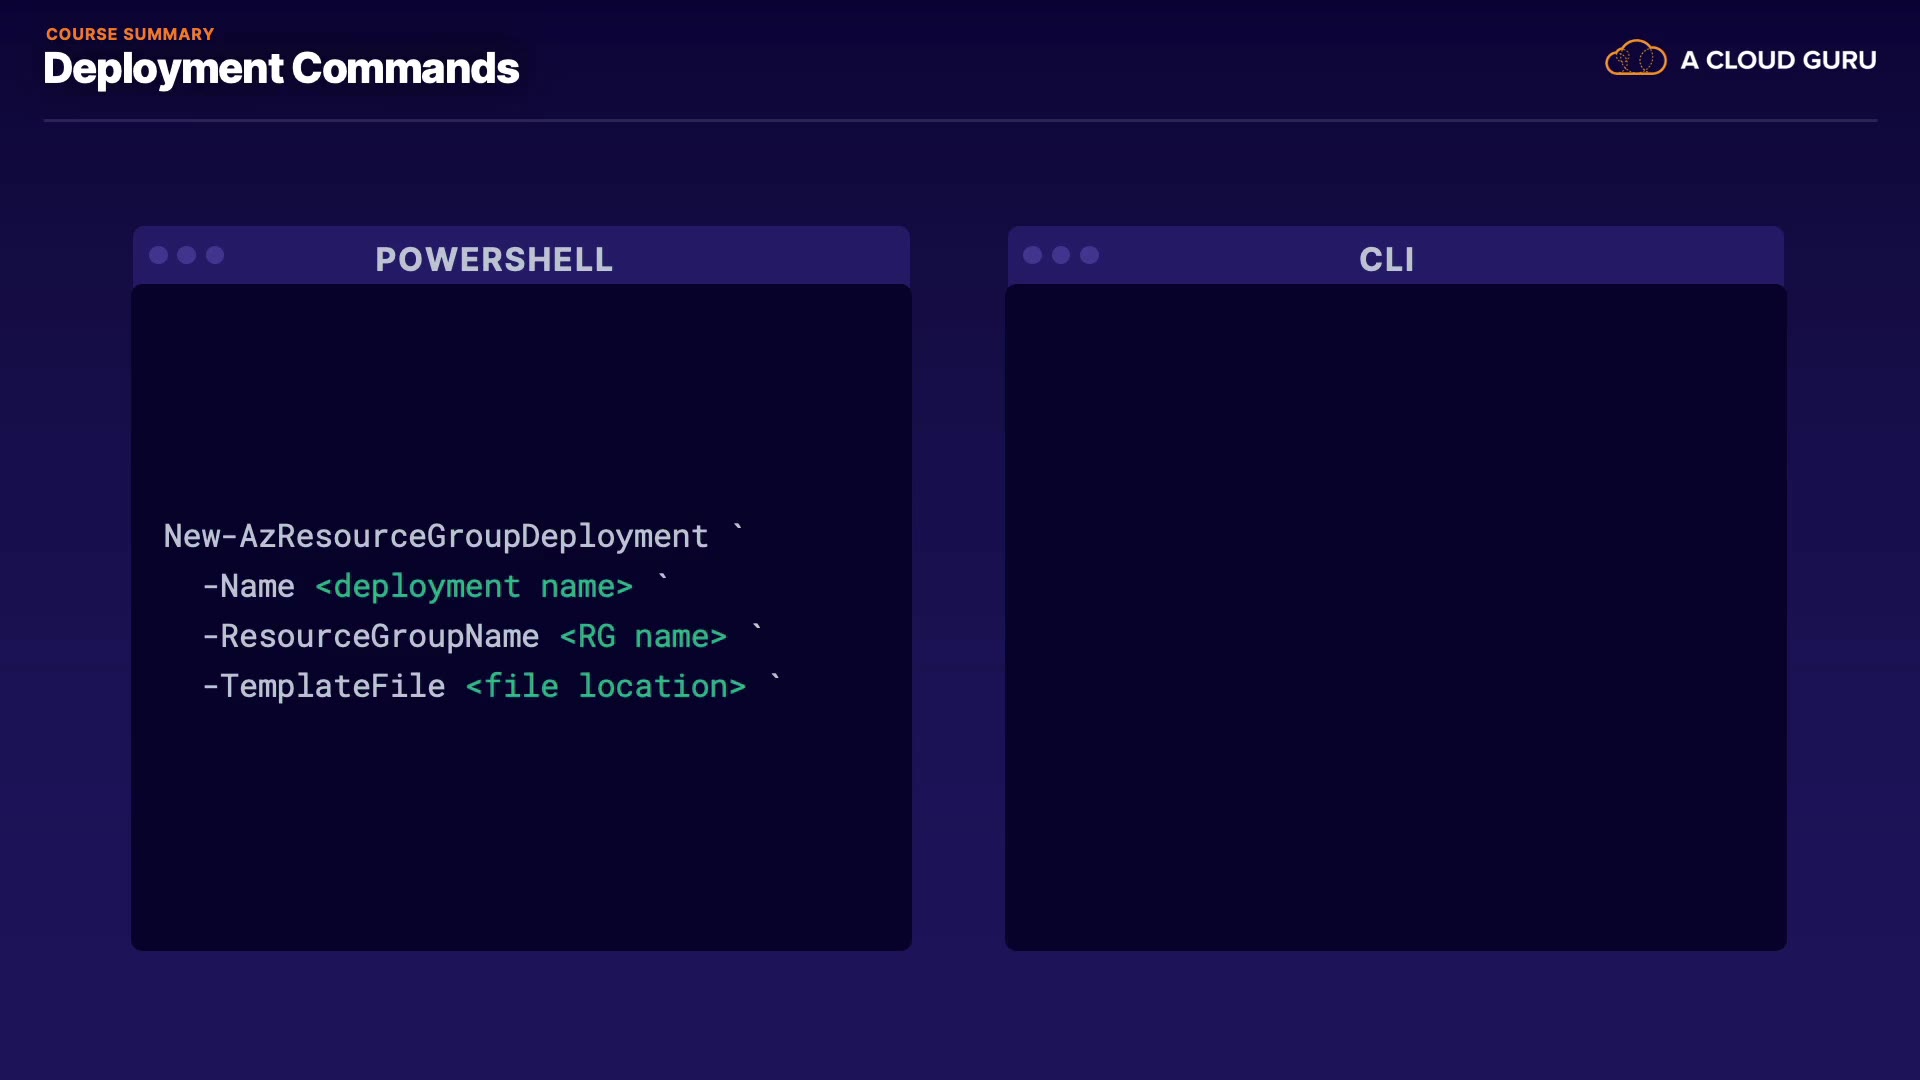 COURSE SUMMARY
Deployment Commands
A CLOUD GURU
POWERSHELL
New-AzResourceGroupDeployment `
-Name <deployment name> `
-ResourceGroupName <RG name> `
-TemplateFile <file location> `
CLI